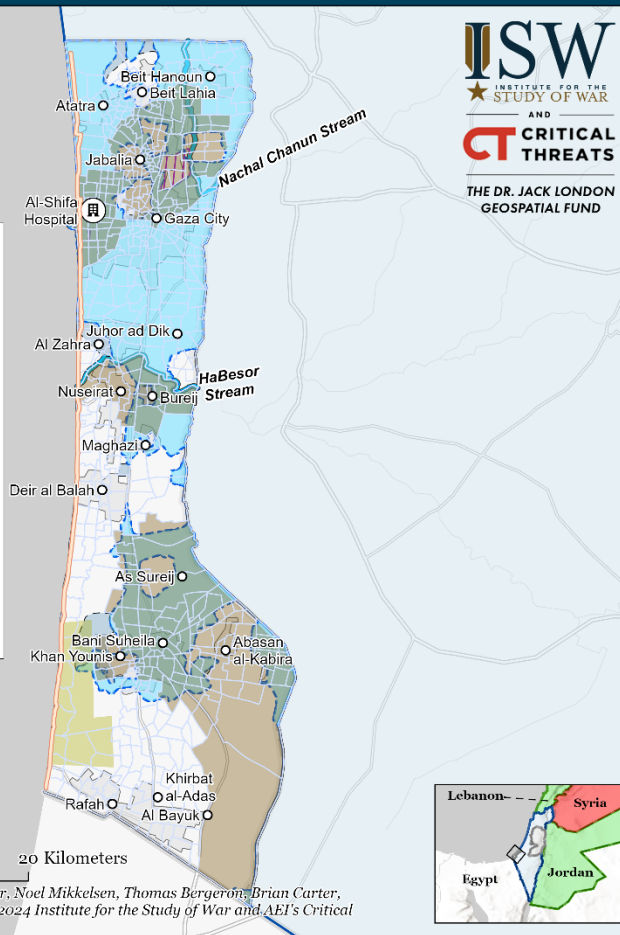 ISW
INSTITUTE FOR THE
STUDY OF WAR
AND
CT CRITICAL
THREATS
THE DR. JACK LONDON
GEOSPATIAL FUND
Beit Hanoun
Beit Lahia
Atatra
Nachal Chanun Stream
Jabalia
Al-Shifa
Hospital
Gaza City
Juhor ad Dik
Al Zahra
HaBesor
Stream
Nuseirat
Bureij
Maghazi
Deir al Balah
As Sureij
Bani Suheila
Abasan
al-Kabira
Khan Younis
Khirbat
al-Adas
Rafah
Al Bayuk
Lebanon
Syria
Egypt
Jordan
20 Kilometers
r, Noel Mikkelsen, Thomas Bergeron, Brian Carter,
2024 Institute for the Study of War and AEI's Critical